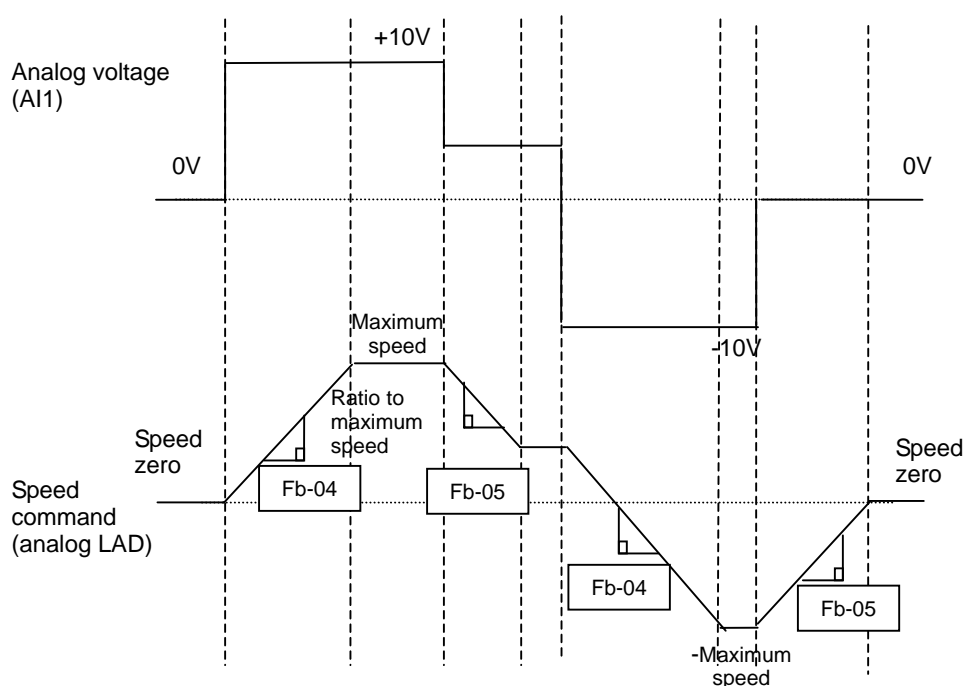 +10V
Analog voltage
(AI1)
0V
0V
-10V
Maximum
speed
Ratio to
maximum
speed
Speed
zero
Speed
zero
Fb-04
Fb-05
Speed
command
(analog LAD)
Fb-04
Fb-05
-Maximum
speed